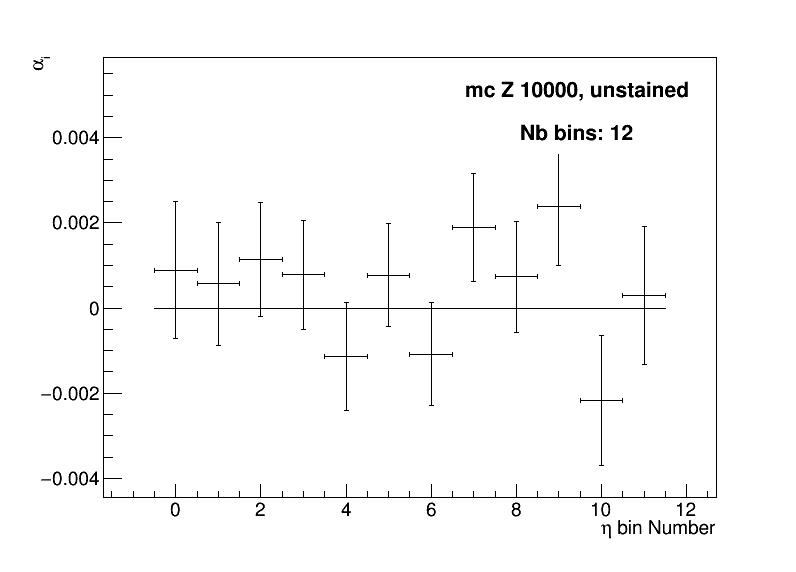 αi
mc Z 10000, unstained
Nb bins: 12
0.004
0.002
0
−0.002
−0.004
0 2 4 6 8 10 12
η bin Number